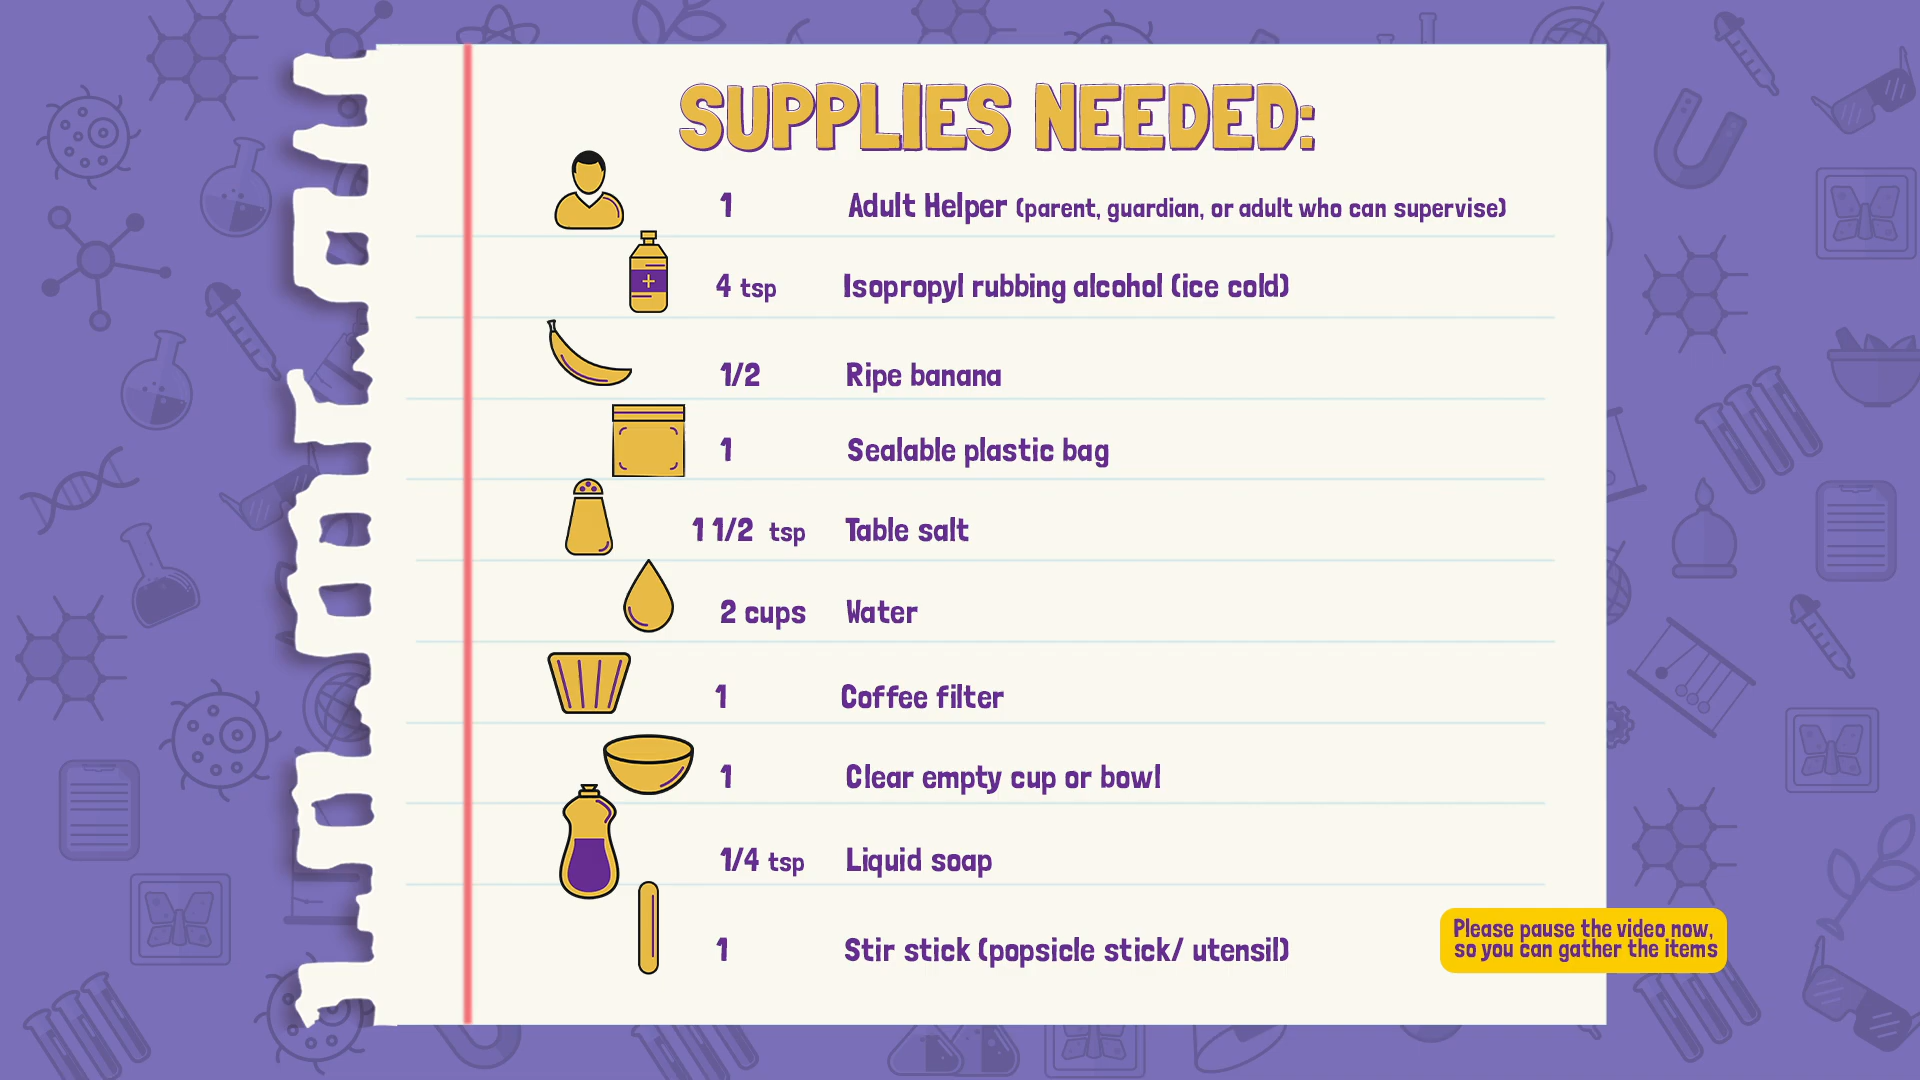 SUPPLIES NEEDED:
1 Adult Helper (parent, guardian, or adult who can supervise)
4 tsp Isopropyl rubbing alcohol (ice cold)
1/2 Ripe banana
1 Sealable plastic bag
1 1/2 tsp Table salt
2 cups Water
1 Coffee filter
1 Clear empty cup or bowl
1/4 tsp Liquid soap
1 Stir stick (popsicle stick/ utensil)
Please pause the video now,
so you can gather the items